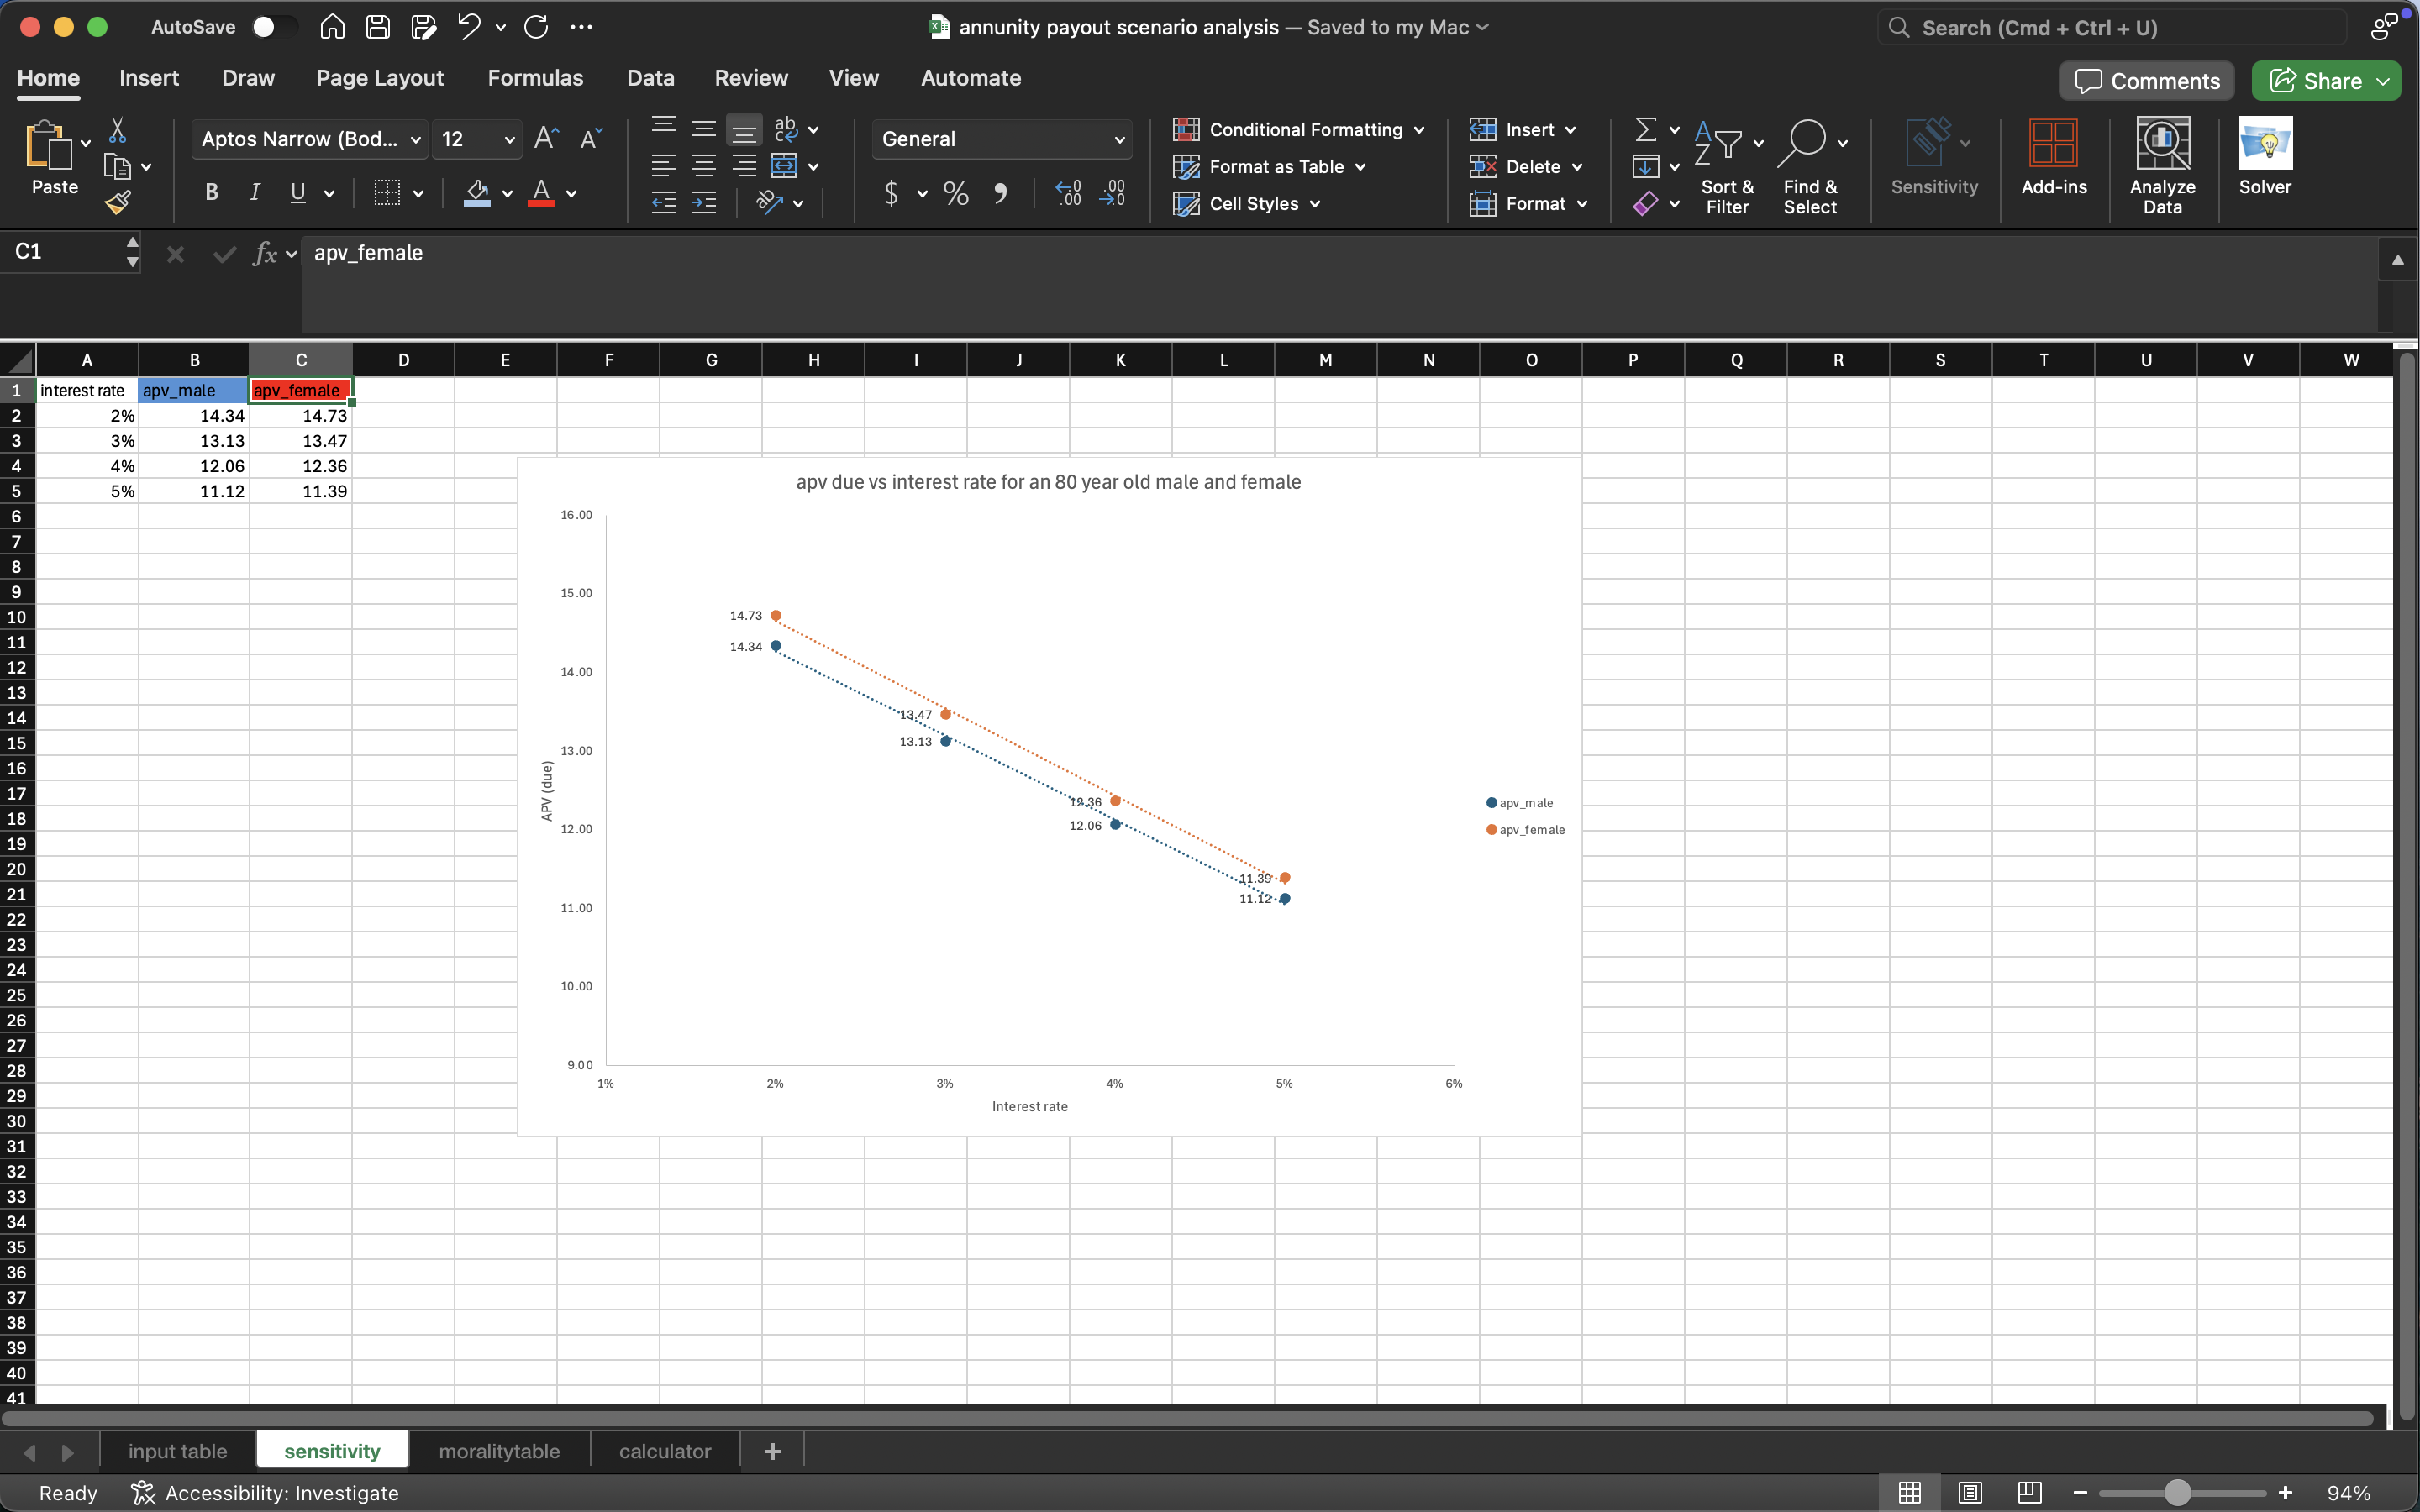 AutoSave
annunity payout scenario analysis — Saved to my Mac
Search (Cmd + Ctrl + U)
Home Insert Draw Page Layout Formulas Data Review View Automate
Comments Share
Paste
Aptos Narrow (Bod... 12
B I U
General
$ % 9
Conditional Formatting
Format as Table
Cell Styles
Insert
Delete
Format
Sort & Filter
Find & Select
Sensitivity
Add-ins
Analyze Data
Solver
C1 fx apv_female
A B C D E F G H I J K L M N O P Q R S T U V W
1 interest rate apv_male apv_female
2 2% 14.34 14.73
3 3% 13.13 13.47
4 4% 12.06 12.36
5 5% 11.12 11.39
6
7
8
9
10
11
12
13
14
15
16
17
18
19
20
21
22
23
24
25
26
27
28
29
30
31
32
33
34
35
36
37
38
39
40
41
apv due vs interest rate for an 80 year old male and female
16.00
15.00
14.00
13.00
12.00
11.00
10.00
9.00
APV (due)
14.73
14.34
13.47
13.13
12.36
12.06
11.39
11.12
apv_male
apv_female
1% 2% 3% 4% 5% 6%
Interest rate
input table sensitivity moralitytable calculator +
Ready Accessibility: Investigate
94%